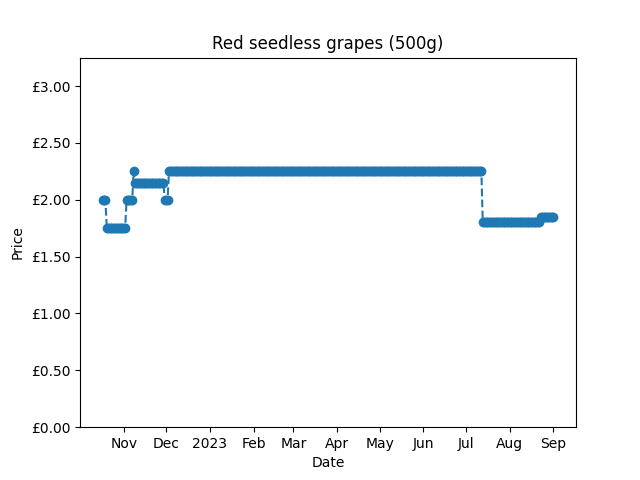 Red seedless grapes (500g)
£3.00
£2.50
£2.00
£1.50
£1.00
£0.50
£0.00
Price
Nov Dec 2023 Feb Mar Apr May Jun Jul Aug Sep
Date